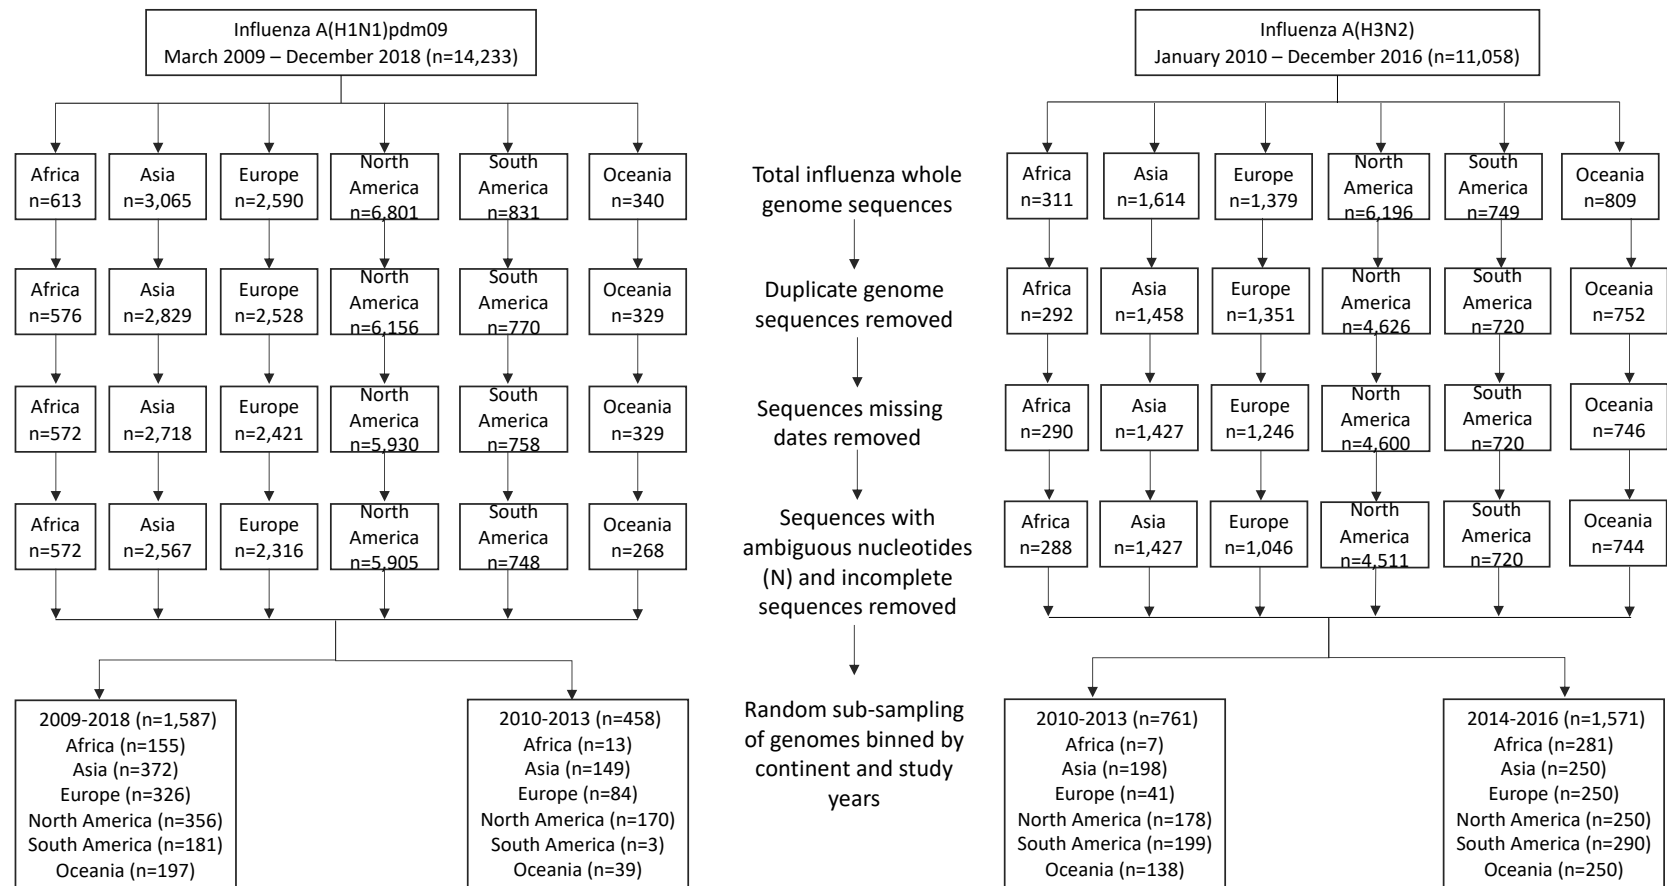 Influenza A(H1N1)pdm09
March 2009 – December 2018 (n=14,233)
Africa
n=613
Asia
n=3,065
Europe
n=2,590
North
America
n=6,801
South
America
n=831
Oceania
n=340
Africa
n=576
Asia
n=2,829
Europe
n=2,528
North
America
n=6,156
South
America
n=770
Oceania
n=329
Africa
n=572
Asia
n=2,718
Europe
n=2,421
North
America
n=5,930
South
America
n=758
Oceania
n=329
Africa
n=572
Asia
n=2,567
Europe
n=2,316
North
America
n=5,905
South
America
n=748
Oceania
n=268
2009-2018 (n=1,587)
Africa (n=155)
Asia (n=372)
Europe (n=326)
North America (n=356)
South America (n=181)
Oceania (n=197)
2010-2013 (n=458)
Africa (n=13)
Asia (n=149)
Europe (n=84)
North America (n=170)
South America (n=3)
Oceania (n=39)
Total influenza whole
genome sequences
Duplicate genome
sequences removed
Sequences missing
dates removed
Sequences with
ambiguous nucleotides
(N) and incomplete
sequences removed
Random sub-sampling
of genomes binned by
continent and study
years
Influenza A(H3N2)
January 2010 – December 2016 (n=11,058)
Africa
n=311
Asia
n=1,614
Europe
n=1,379
North
America
n=6,196
South
America
n=749
Oceania
n=809
Africa
n=292
Asia
n=1,458
Europe
n=1,351
North
America
n=4,626
South
America
n=720
Oceania
n=752
Africa
n=290
Asia
n=1,427
Europe
n=1,246
North
America
n=4,600
South
America
n=720
Oceania
n=746
Africa
n=288
Asia
n=1,427
Europe
n=1,046
North
America
n=4,511
South
America
n=720
Oceania
n=744
2010-2013 (n=761)
Africa (n=7)
Asia (n=198)
Europe (n=41)
North America (n=178)
South America (n=199)
Oceania (n=138)
2014-2016 (n=1,571)
Africa (n=281)
Asia (n=250)
Europe (n=250)
North America (n=250)
South America (n=290)
Oceania (n=250)